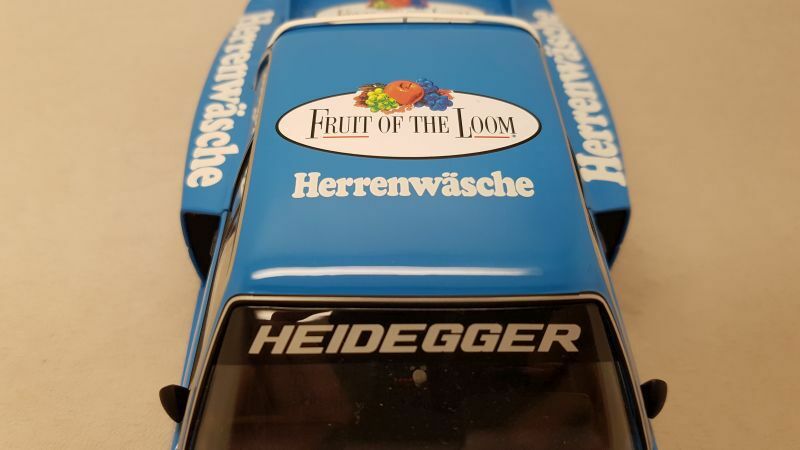 FRUIT OF THE LOOM
Herrenwäsche
Herrenwäsche
Herrenwäsche
HEIDEGGER